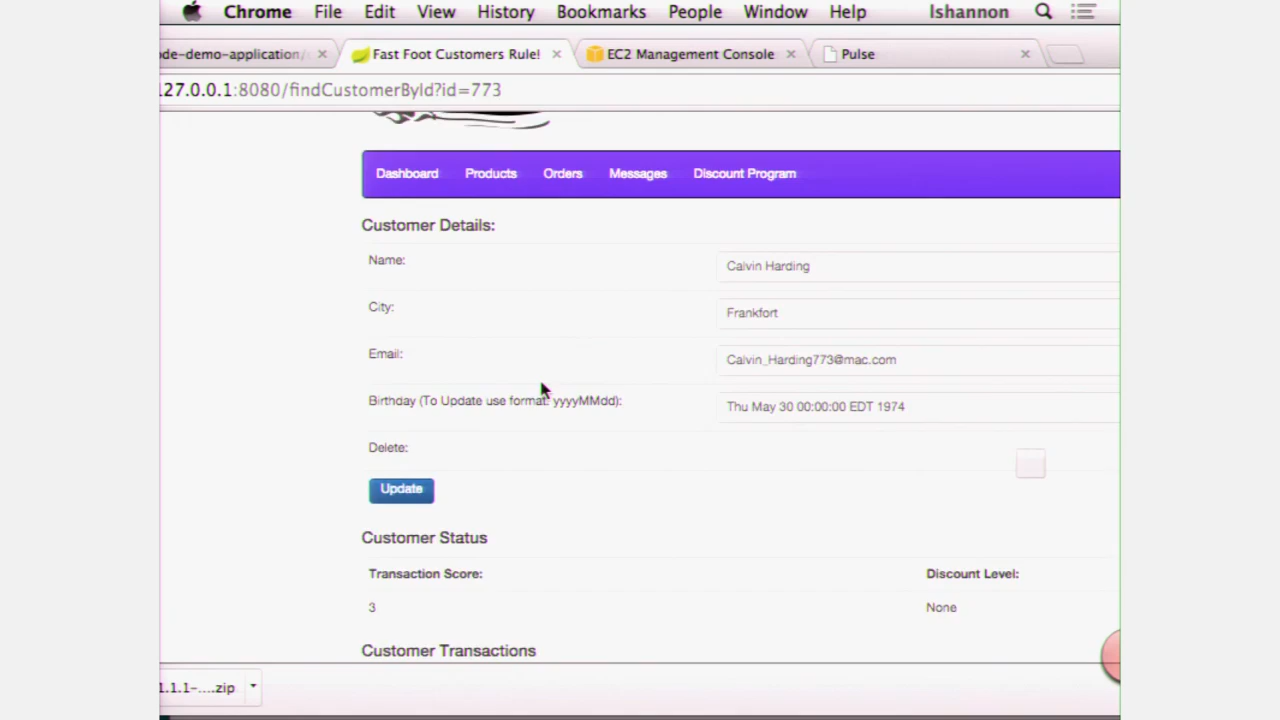 Chrome File Edit View History Bookmarks People Window Help lshannon
ode-demo-application/ Fast Foot Customers Rule! EC2 Management Console Pulse
127.0.0.1:8080/findCustomerById?id=773
Dashboard Products Orders Messages Discount Program
Customer Details:
Name: Calvin Harding
City: Frankfort
Email: Calvin_Harding773@mac.com
Birthday (To Update use format: yyyyMMdd): Thu May 30 00:00:00 EDT 1974
Delete:
Update
Customer Status
Transaction Score: Discount Level:
3 None
Customer Transactions
1.1.1-....zip